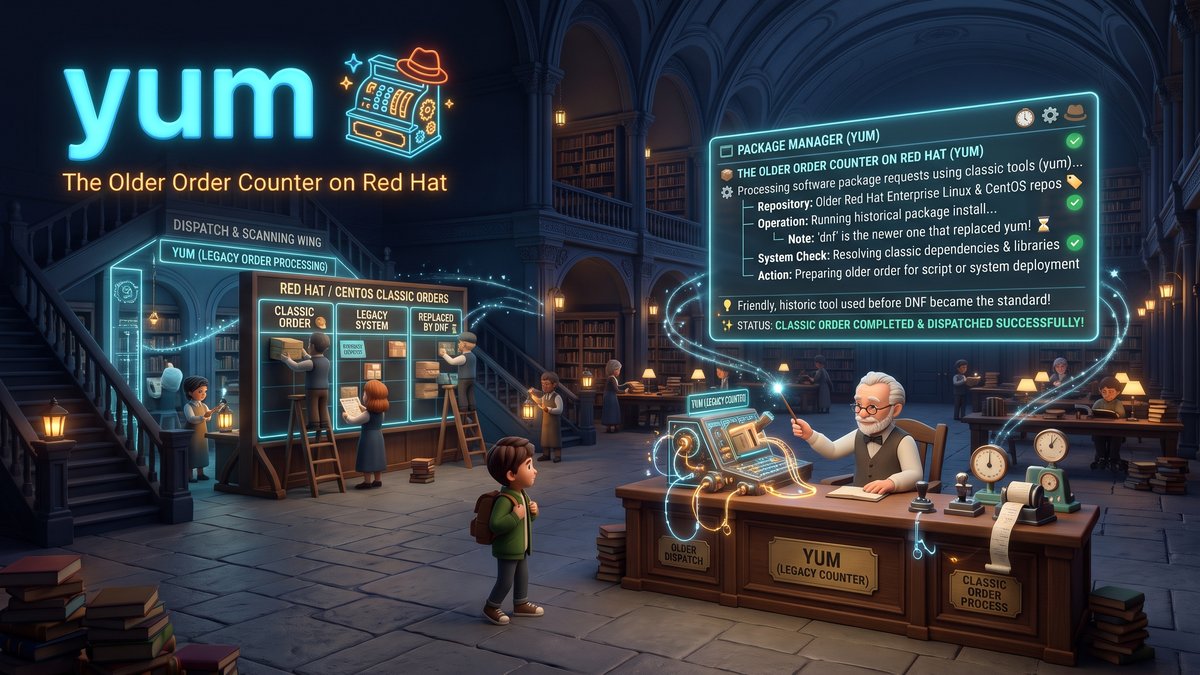 yum
The Older Order Counter on Red Hat
DISPATCH & SCANNING WING
YUM (LEGACY ORDER PROCESSING)
RED HAT / CENTOS CLASSIC ORDERS
CLASSIC ORDER
LEGACY SYSTEM
REPLACED BY DNF
PACKAGE MANAGER (YUM)
THE OLDER ORDER COUNTER ON RED HAT (YUM)
Processing software package requests using classic tools (yum)...
Repository: Older Red Hat Enterprise Linux & CentOS repos
Operation: Running historical package install...
Note: 'dnf' is the newer one that replaced yum!
System Check: Resolving classic dependencies & libraries
Action: Preparing older order for script or system deployment
Friendly, historic tool used before DNF became the standard!
STATUS: CLASSIC ORDER COMPLETED & DISPATCHED SUCCESSFULLY!
YUM (LEGACY COUNTER)
OLDER
DISPATCH
YUM
(LEGACY COUNTER)
CLASSIC
ORDER
PROCESS